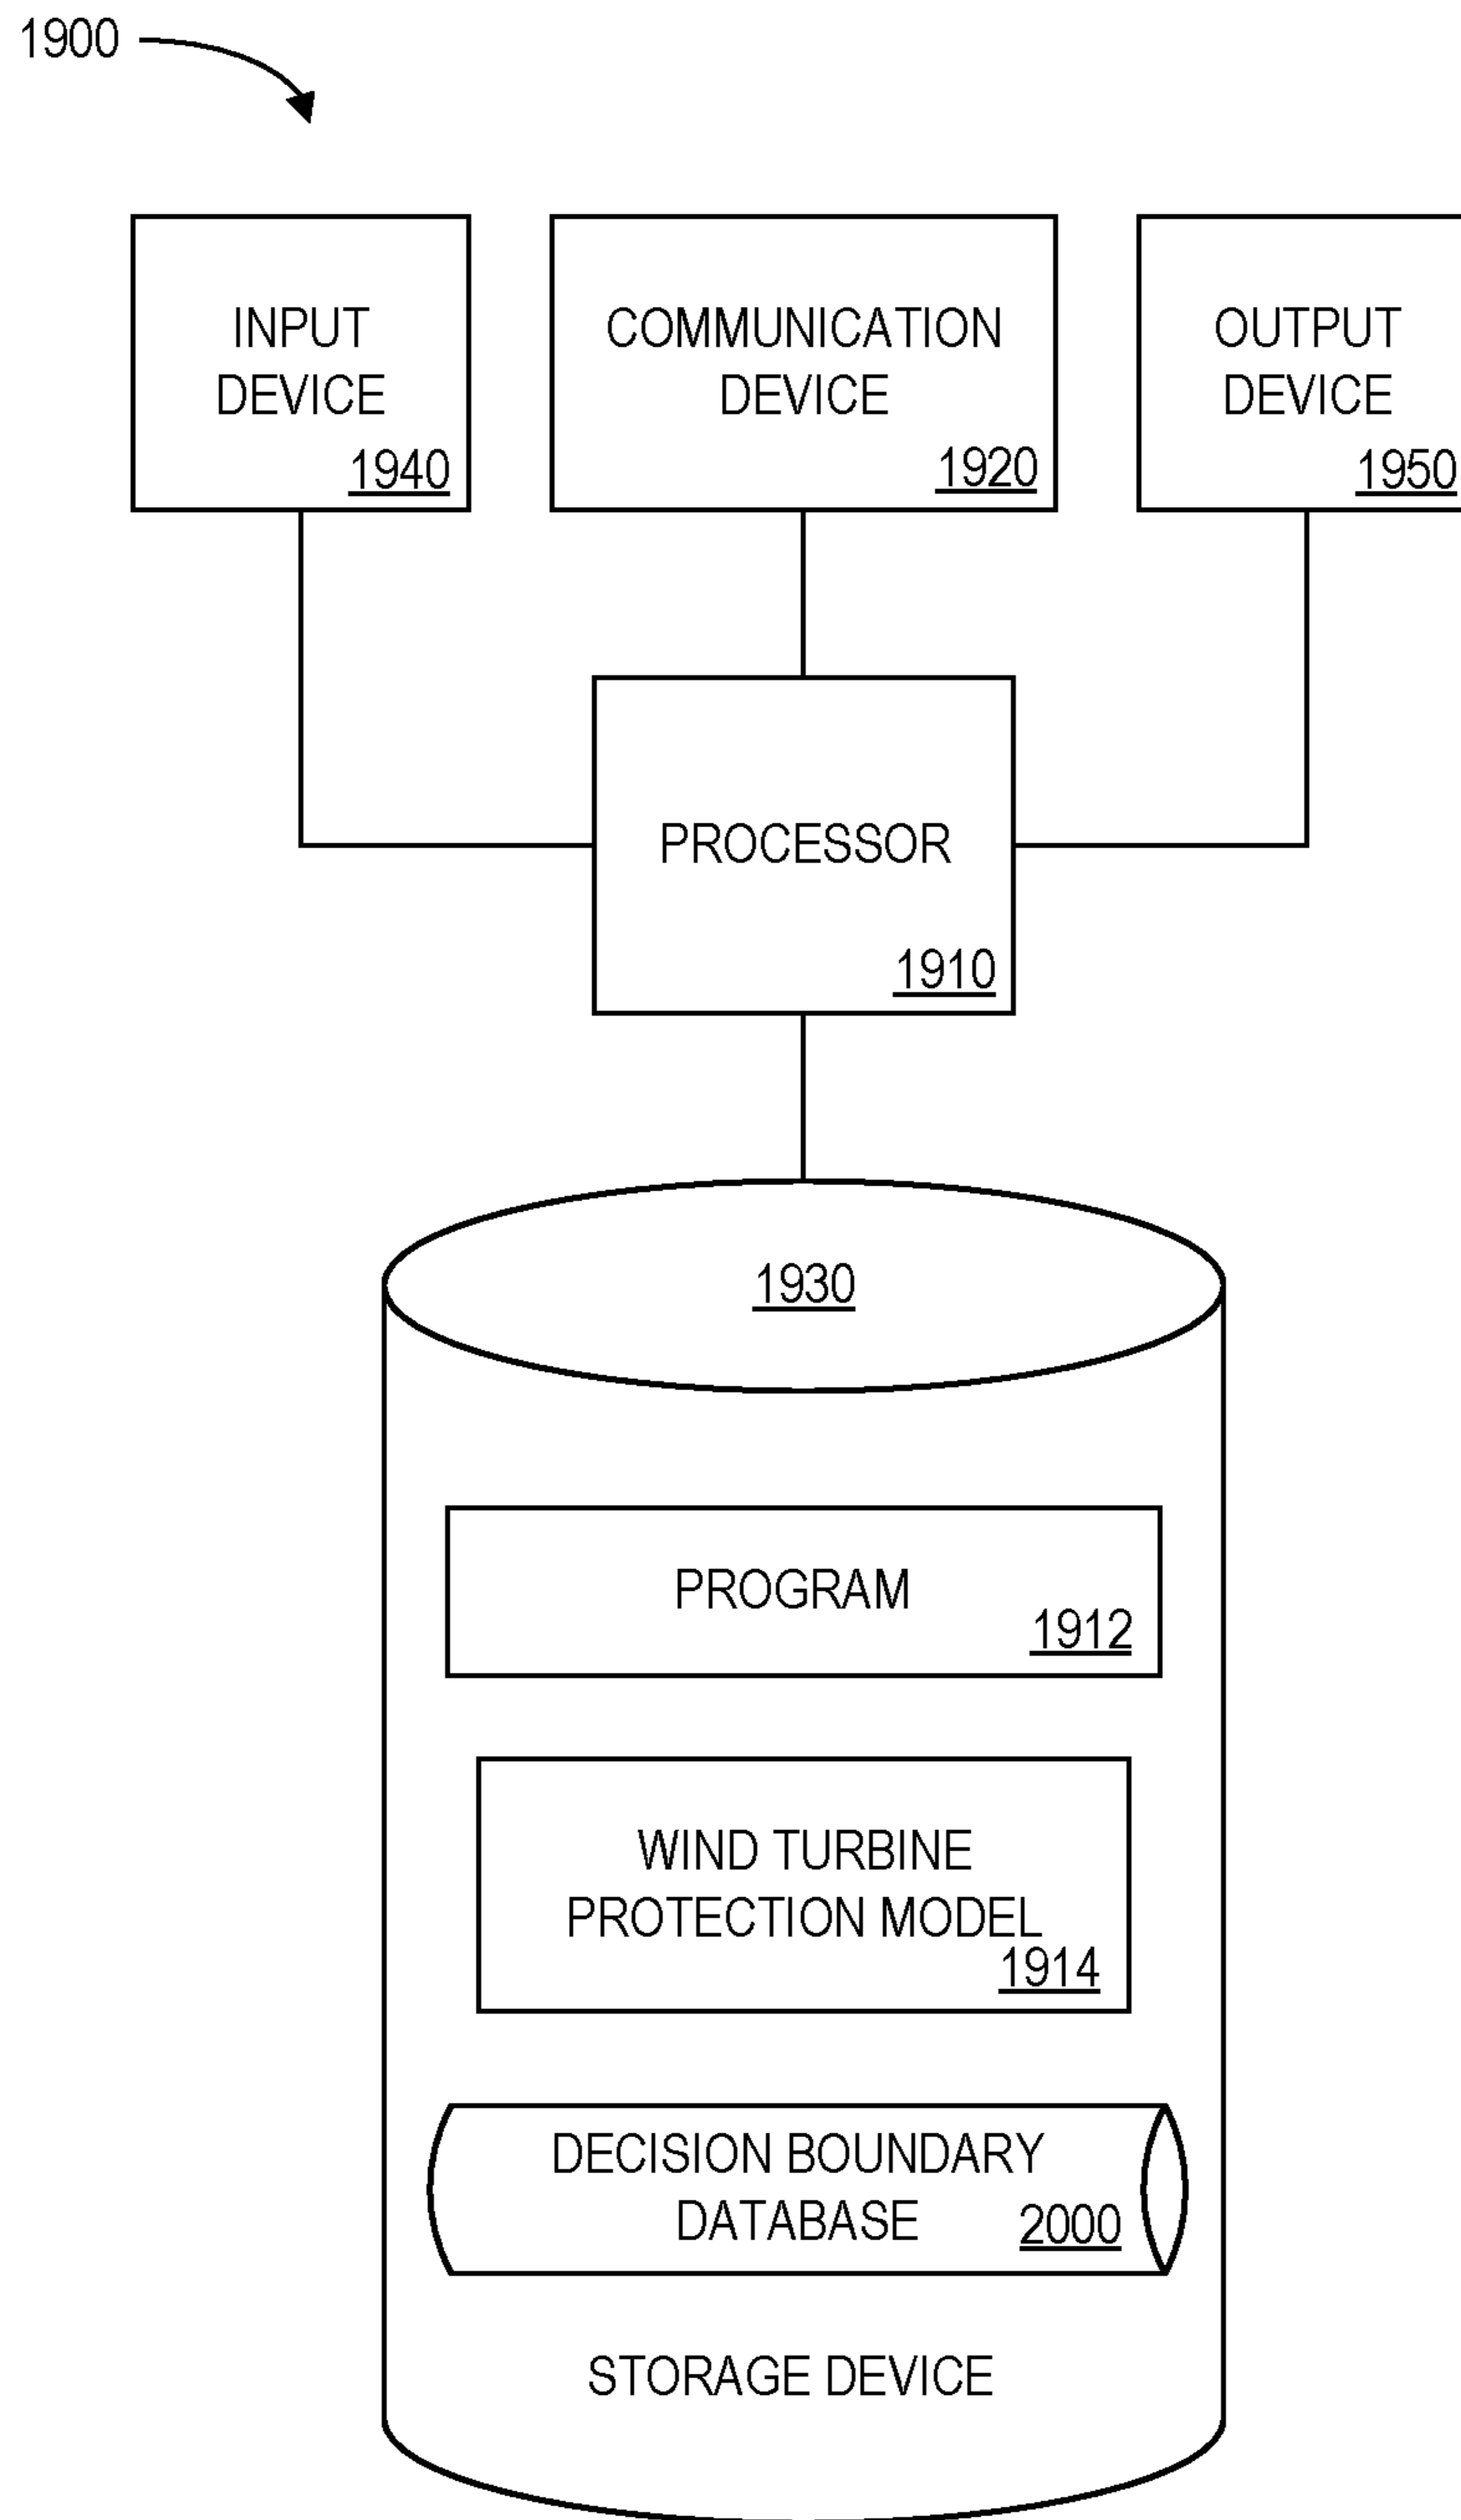 1900
INPUT
DEVICE
1940
COMMUNICATION
DEVICE
1920
OUTPUT
DEVICE
1950
PROCESSOR
1910
1930
PROGRAM
1912
WIND TURBINE
PROTECTION MODEL
1914
DECISION BOUNDARY
DATABASE 2000
STORAGE DEVICE